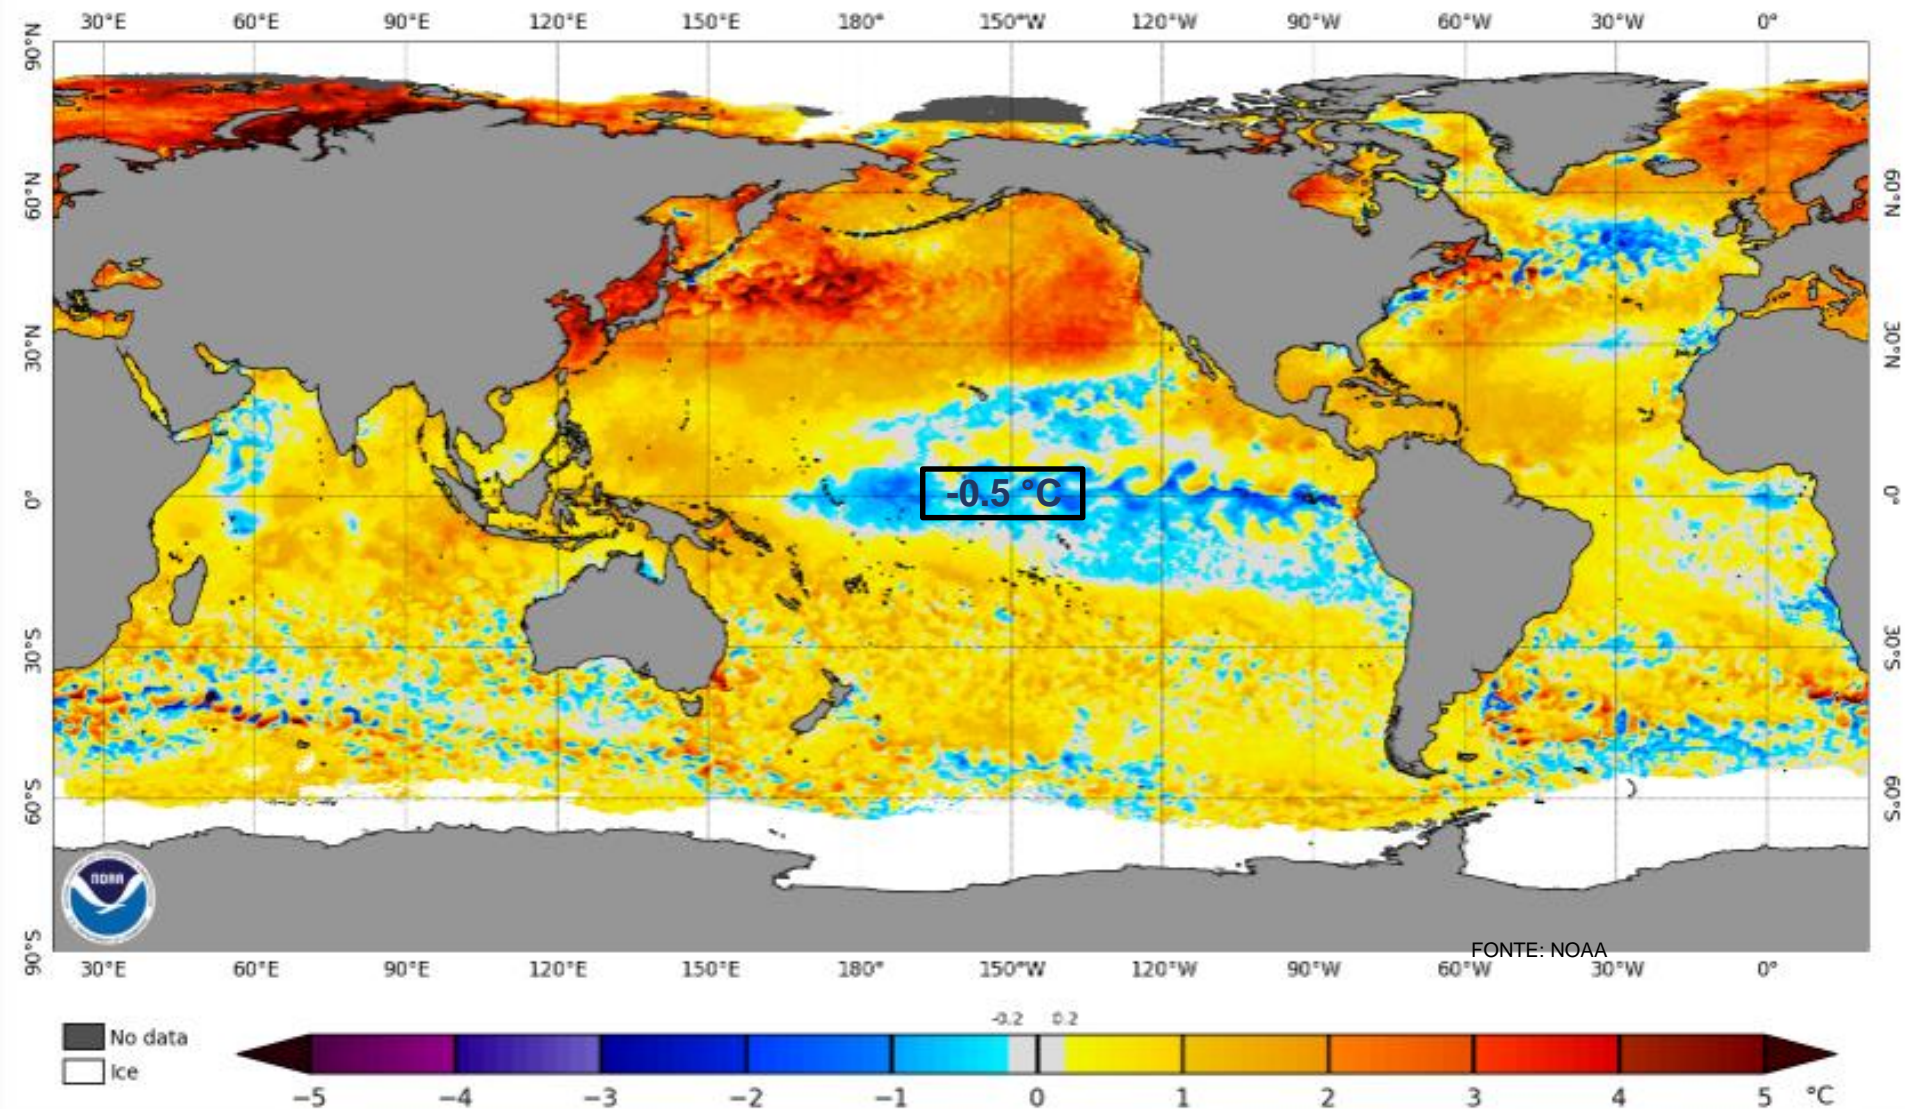 30°E 60°E 90°E 120°E 150°E 180° 150°W 120°W 90°W 60°W 30°W 0°
90°N
60°N 60°N
30°N 30°N
0° -0.5 °C 0°
30°S 30°S
60°S 60°S
NOAA
90°S
FONTE: NOAA
30°E 60°E 90°E 120°E 150°E 180° 150°W 120°W 90°W 60°W 30°W 0°
-0.2 0.2
No data
Ice
−5 −4 −3 −2 −1 0 1 2 3 4 5 °C